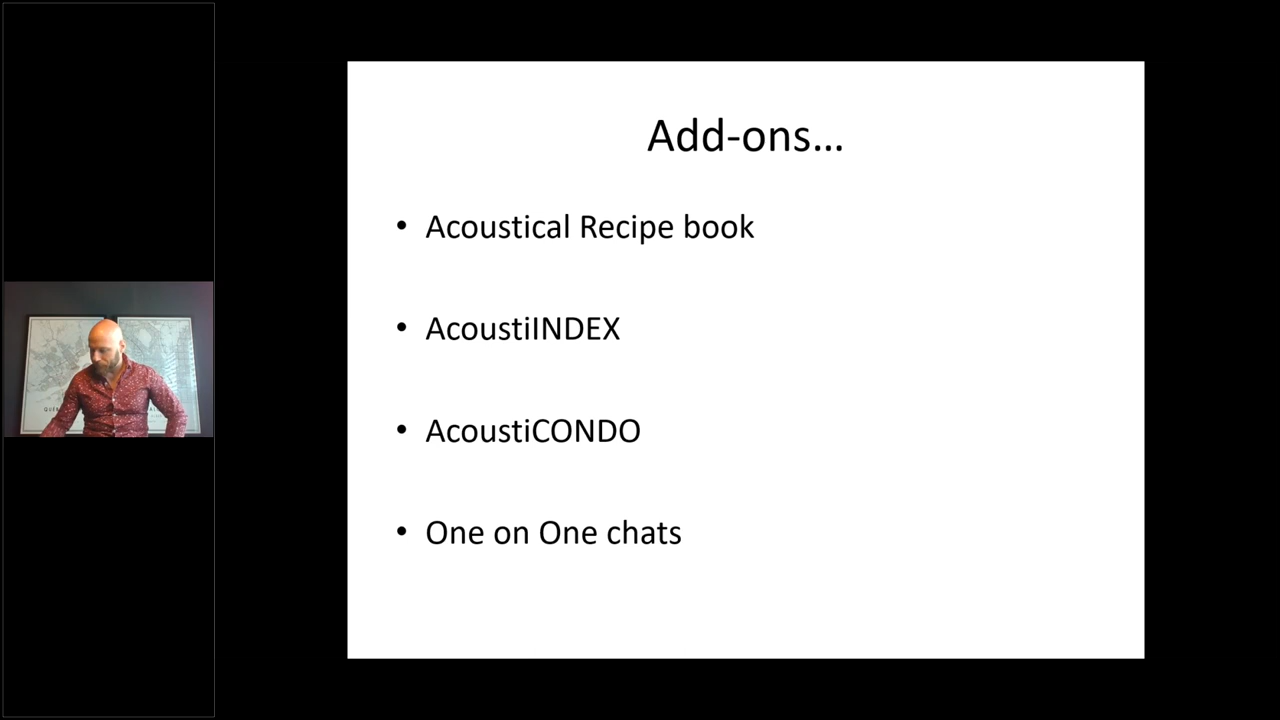 Add-ons…
• Acoustical Recipe book
• AcoustiINDEX
• AcoustiCONDO
• One on One chats